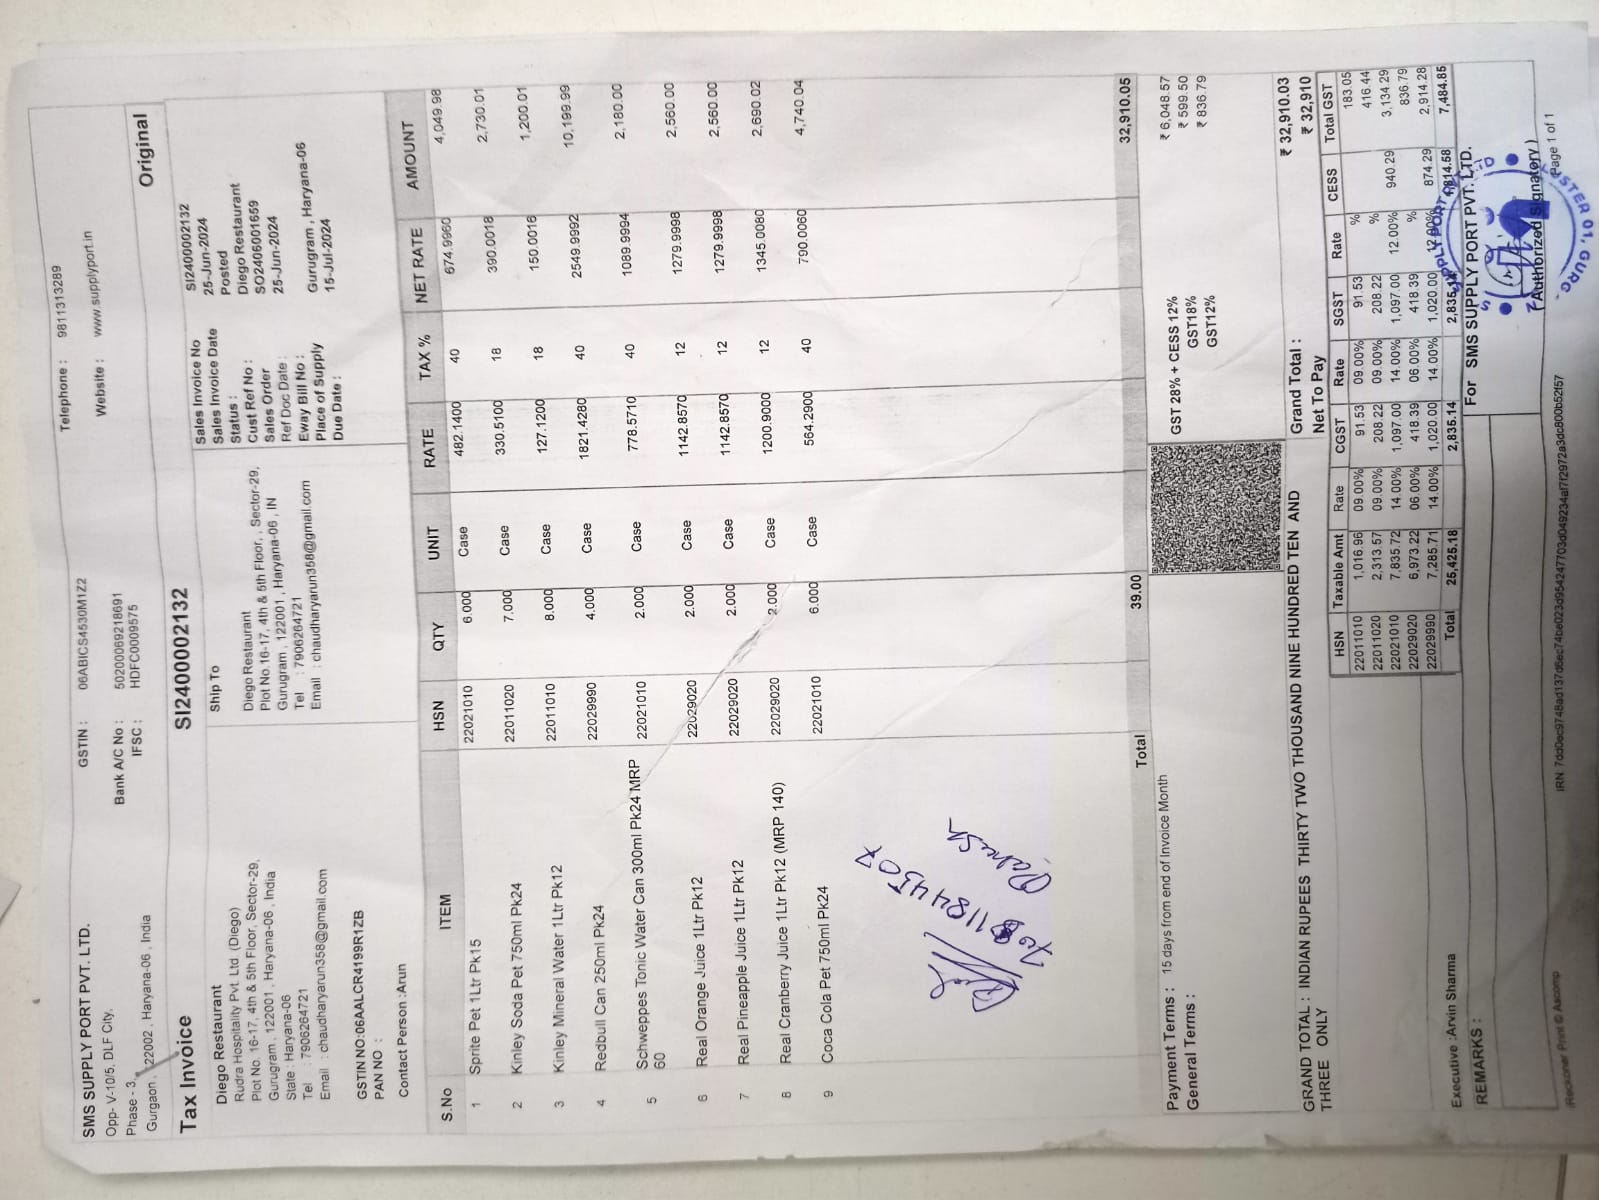 Telephone : 9811313289
GSTIN : 06ABICS4530M1Z2
Website : www.supplyport.in
SMS SUPPLY PORT PVT. LTD.
Opp- V-10/5, DLF City,
Phase - 3,
Gurgaon , 122002 , Haryana-06 , India
Bank A/C No : 50200069218691
IFSC : HDFC0009575
Tax Invoice SI2400002132 Original
Diego Restaurant
Rudra Hospitality Pvt. Ltd. (Diego)
Plot No. 16-17, 4th & 5th Floor, Sector-29,
Gurugram , 122001 , Haryana-06 , India
State : Haryana-06
Tel : 7906264721
Email : chaudharyarun358@gmail.com
GSTIN NO:06AALCR4199R1ZB
PAN NO :
Contact Person :Arun
Ship To
Diego Restaurant
Plot No.16-17, 4th & 5th Floor, , Sector-29,
Gurugram , 122001 , Haryana-06 , IN
Tel : 7906264721
Email : chaudharyarun358@gmail.com
Sales Invoice No SI2400002132
Sales Invoice Date 25-Jun-2024
Status : Posted
Cust Ref No : Diego Restaurant
Sales Order SO2406001659
Ref Doc Date : 25-Jun-2024
Eway Bill No :
Place of Supply Gurugram , Haryana-06
Due Date : 15-Jul-2024
S.No ITEM HSN QTY UNIT RATE TAX % NET RATE AMOUNT
1 Sprite Pet 1Ltr Pk15 22021010 6.000 Case 482.1400 40 674.9960 4,049.98
2 Kinley Soda Pet 750ml Pk24 22011020 7.000 Case 330.5100 18 390.0018 2,730.01
3 Kinley Mineral Water 1Ltr Pk12 22011010 8.000 Case 127.1200 18 150.0016 1,200.01
4 Redbull Can 250ml Pk24 22029990 4.000 Case 1821.4280 40 2549.9992 10,199.99
5 Schweppes Tonic Water Can 300ml Pk24 MRP 60 22021010 2.000 Case 778.5710 40 1089.9994 2,180.00
6 Real Orange Juice 1Ltr Pk12 22029020 2.000 Case 1142.8570 12 1279.9998 2,560.00
7 Real Pineapple Juice 1Ltr Pk12 22029020 2.000 Case 1142.8570 12 1279.9998 2,560.00
8 Real Cranberry Juice 1Ltr Pk12 (MRP 140) 22029020 2.000 Case 1200.9000 12 1345.0080 2,690.02
9 Coca Cola Pet 750ml Pk24 22021010 6.000 Case 564.2900 40 790.0060 4,740.04
Total 39.00 32,910.05
Payment Terms : 15 days from end of Invoice Month
General Terms :
GST 28% + CESS 12% ₹ 6,048.57
GST18% ₹ 599.50
GST12% ₹ 836.79
GRAND TOTAL : INDIAN RUPEES THIRTY TWO THOUSAND NINE HUNDRED TEN AND
THREE ONLY
Grand Total : ₹ 32,910.03
Net To Pay ₹ 32,910
HSN Taxable Amt Rate CGST Rate SGST Rate CESS Total GST
22011010 1,016.96 09.00% 91.53 09.00% 91.53 % 183.05
22011020 2,313.57 09.00% 208.22 09.00% 208.22 % 416.44
22021010 7,835.72 14.00% 1,097.00 14.00% 1,097.00 12.00% 940.29 3,134.29
22029020 6,973.22 06.00% 418.39 06.00% 418.39 % 836.79
22029990 7,285.71 14.00% 1,020.00 14.00% 1,020.00 12.00% 874.29 2,914.28
Total 25,425.18 2,835.14 2,835.14 1,814.58 7,484.85
Executive :Arvin Sharma
REMARKS :
For SMS SUPPLY PORT PVT. LTD.
( Authorized Signatory )
Page 1 of 1
Reckoner Print © Ascomp